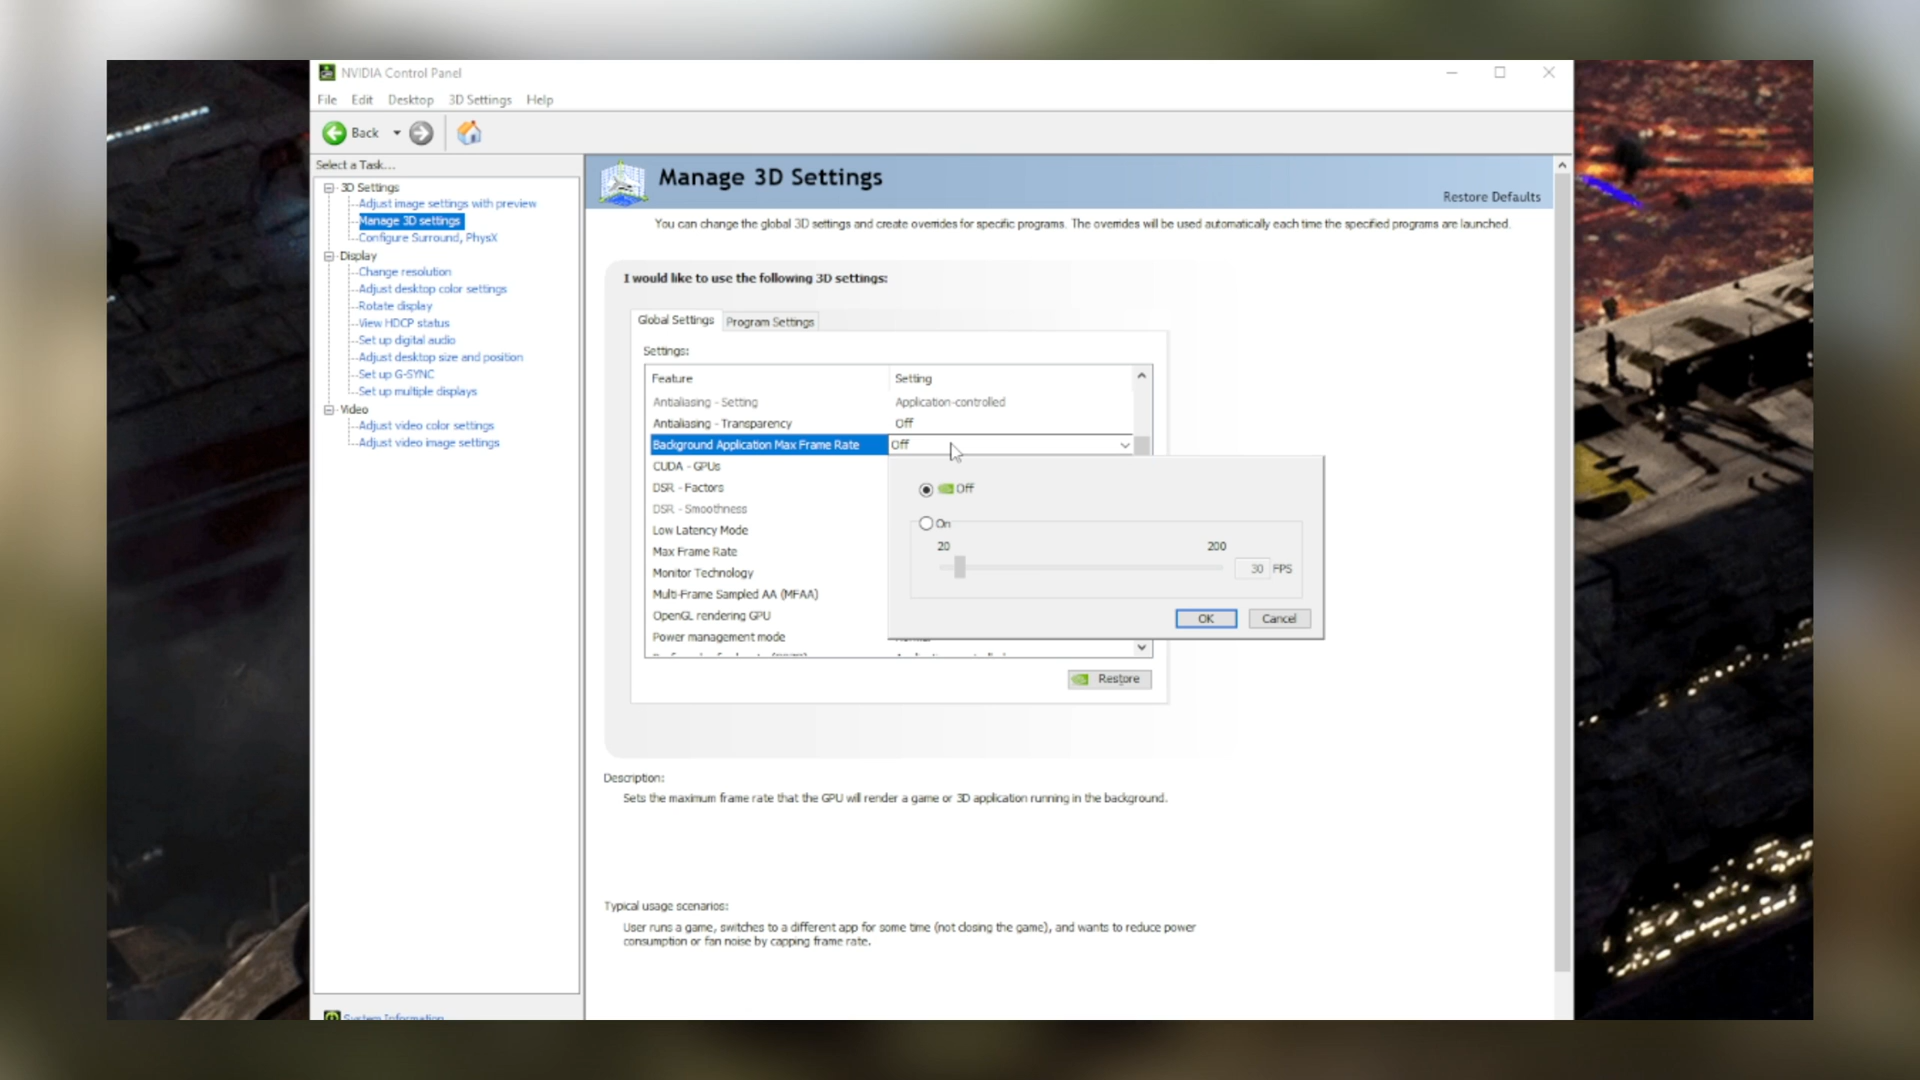 NVIDIA Control Panel
File Edit Desktop 3D Settings Help
Back
Select a Task...
3D Settings
Adjust image settings with preview
Manage 3D settings
Configure Surround, PhysX
Display
Change resolution
Adjust desktop color settings
Rotate display
View HDCP status
Set up digital audio
Adjust desktop size and position
Set up G-SYNC
Set up multiple displays
Video
Adjust video color settings
Adjust video image settings
System Information
Manage 3D Settings
Restore Defaults
You can change the global 3D settings and create overrides for specific programs. The overrides will be used automatically each time the specified programs are launched.
I would like to use the following 3D settings:
Global Settings Program Settings
Settings:
Feature Setting
Antialiasing - Setting Application-controlled
Antialiasing - Transparency Off
Background Application Max Frame Rate Off
CUDA - GPUs
DSR - Factors
DSR - Smoothness
Low Latency Mode
Max Frame Rate
Monitor Technology
Multi-Frame Sampled AA (MFAA)
OpenGL rendering GPU
Power management mode
Off
On
20 200
30 FPS
OK Cancel
Restore
Description:
Sets the maximum frame rate that the GPU will render a game or 3D application running in the background.
Typical usage scenarios:
User runs a game, switches to a different app for some time (not closing the game), and wants to reduce power
consumption or fan noise by capping frame rate.